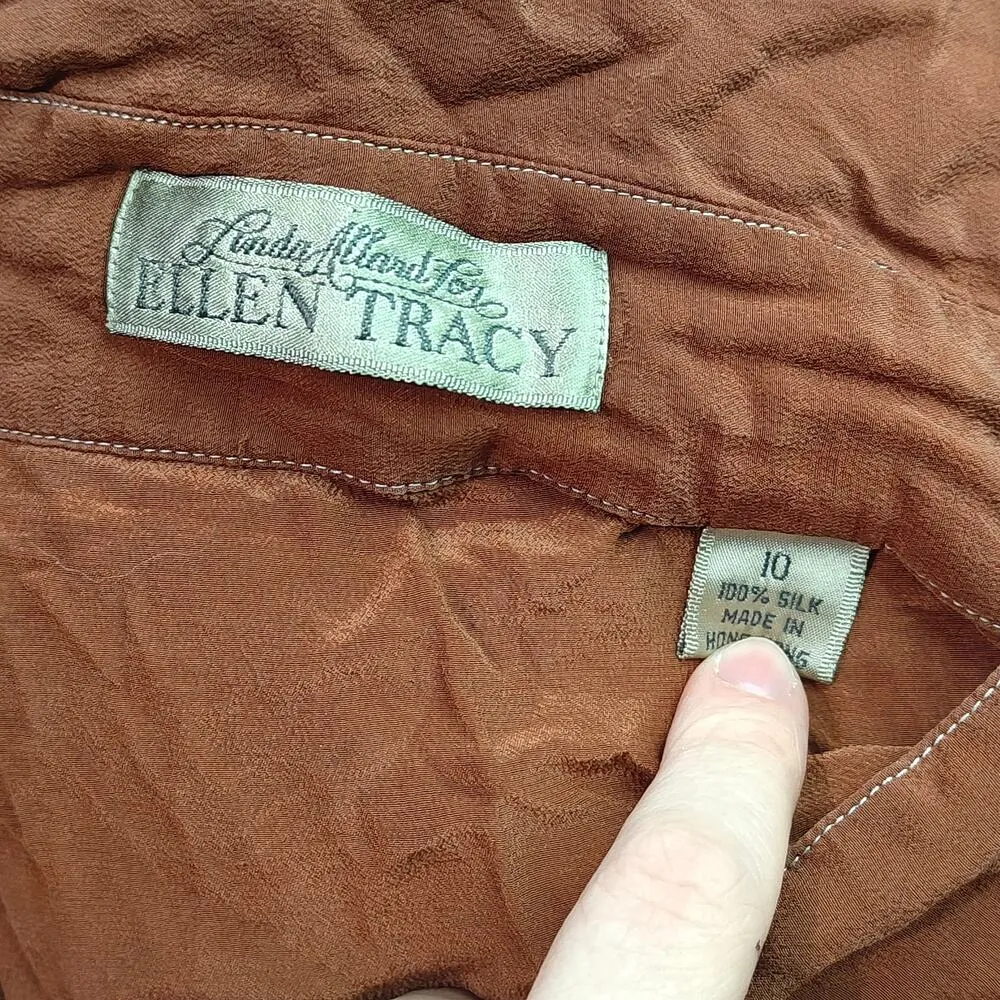 Linda Allard for
ELLEN TRACY
10
100% SILK
MADE IN